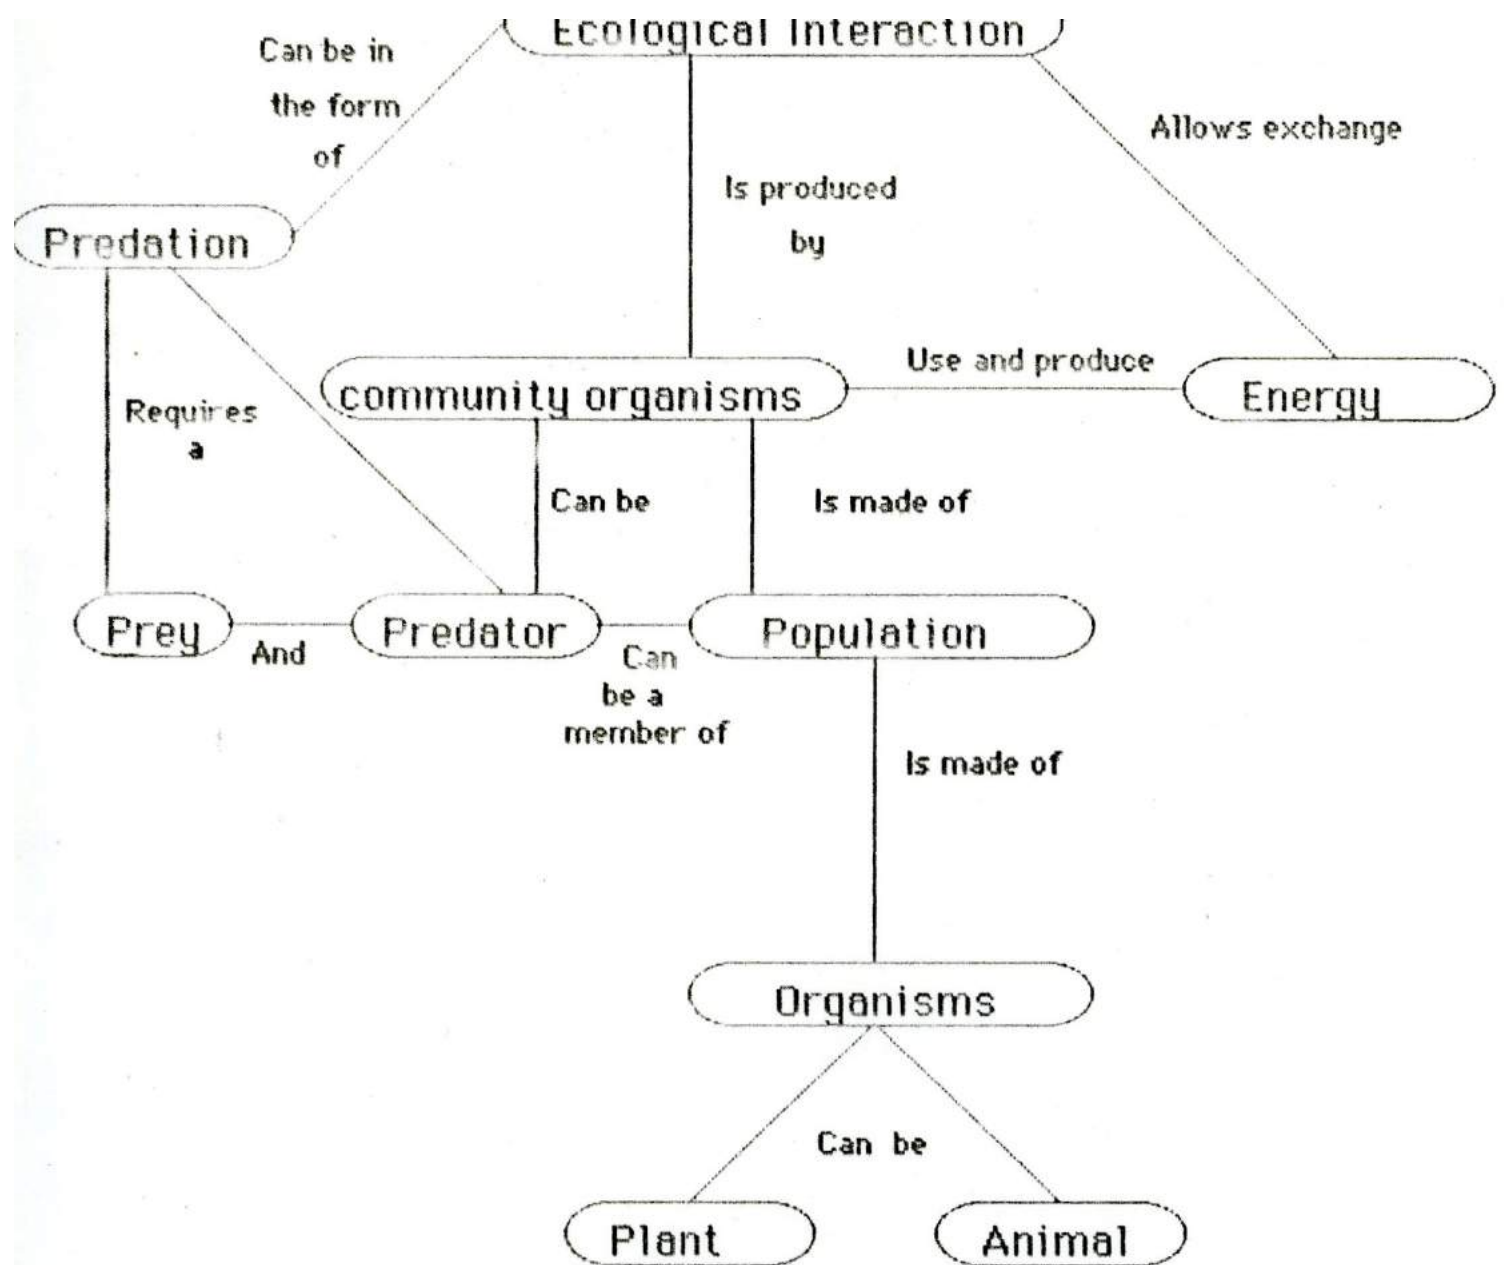 Ecological Interaction
Can be in
the form
of
Allows exchange
Is produced
by
Predation
Use and produce
community organisms
Energy
Requires
a
Can be
Is made of
Prey
And
Predator
Can
be a
member of
Population
Is made of
Organisms
Can be
Plant
Animal